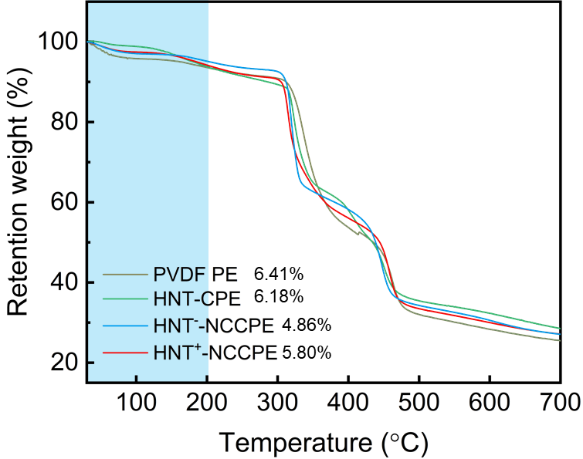 Retention weight (%)
100
80
60
40
20
PVDF PE 6.41%
HNT-CPE 6.18%
HNT⁻-NCCPE 4.86%
HNT⁺-NCCPE 5.80%
100 200 300 400 500 600 700
Temperature (°C)